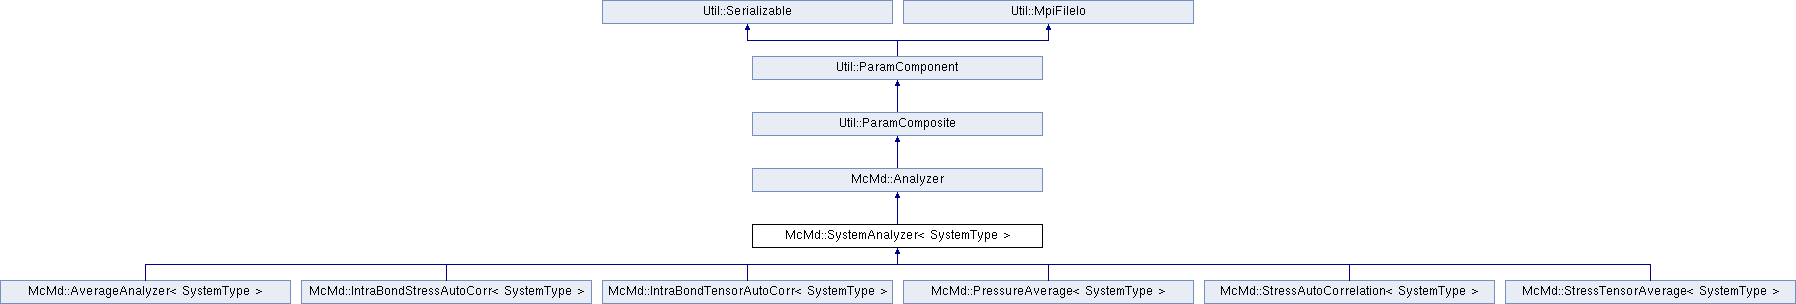 Util::Serializable
Util::MpiFileIo
Util::ParamComponent
Util::ParamComposite
McMd::Analyzer
McMd::SystemAnalyzer< SystemType >
McMd::AverageAnalyzer< SystemType >
McMd::IntraBondStressAutoCorr< SystemType >
McMd::IntraBondTensorAutoCorr< SystemType >
McMd::PressureAverage< SystemType >
McMd::StressAutoCorrelation< SystemType >
McMd::StressTensorAverage< SystemType >